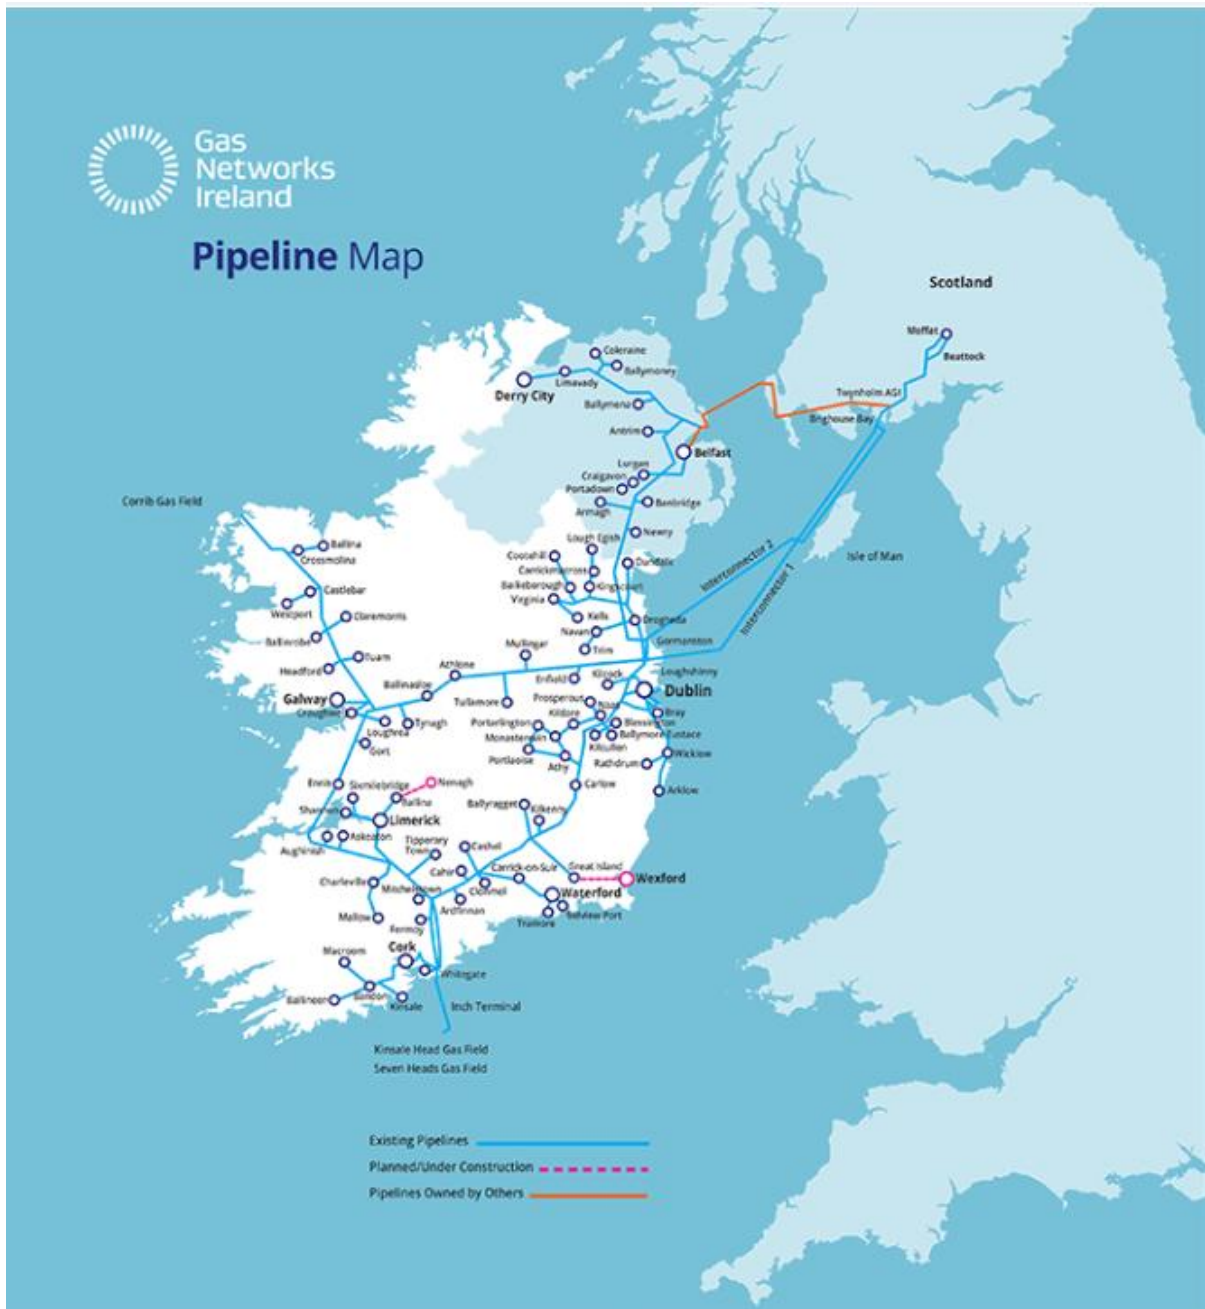 Gas
Networks
Ireland
Pipeline Map
Scotland
Moffat
Beattock
Twynholm AGI
Brighouse Bay
Coleraine
Ballymoney
Limavady
Derry City
Ballymena
Antrim
Belfast
Lurgan
Craigavon
Portadown
Banbridge
Armagh
Newry
Corrib Gas Field
Lough Egish
Cootehill
Carrickmacross
Dundalk
Interconnector 2
Isle of Man
Interconnector 1
Ballina
Crossmolina
Bailieborough
Kingscourt
Virginia
Castlebar
Westport
Claremorris
Kells
Drogheda
Navan
Gormanston
Ballinrobe
Trim
Mullingar
Tuam
Headford
Athlone
Loughshinny
Enfield
Kilcock
Ballinasloe
Dublin
Galway
Tullamore
Prosperous
Naas
Craughwell
Kildare
Bray
Tynagh
Portarlington
Blessington
Loughrea
Monasterevin
Kilcullen
Ballymore Eustace
Gort
Wicklow
Portlaoise
Athy
Rathdrum
Ennis
Sixmilebridge
Nenagh
Carlow
Arklow
Shannon
Ballina
Ballyragget
Kilkenny
Limerick
Askeaton
Aughinish
Tipperary
Town
Cashel
Cahir
Carrick-on-Suir
Great Island
Wexford
Charleville
Mitchelstown
Clonmel
Waterford
Ardfinnan
Mallow
Fermoy
Tramore
Belview Port
Cork
Macroom
Whitegate
Ballineen
Bandon
Kinsale
Inch Terminal
Kinsale Head Gas Field
Seven Heads Gas Field
Existing Pipelines
Planned/Under Construction
Pipelines Owned by Others